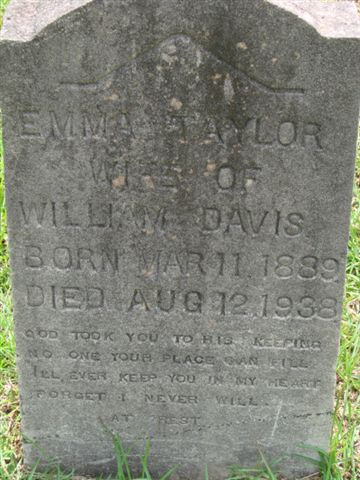 EMMA TAYLOR
WIFE OF
WILLIAM DAVIS
BORN MAR 11, 1889
DIED AUG 12, 1938
GOD TOOK YOU TO HIS KEEPING
NO ONE YOUR PLACE CAN FILL
I'LL EVER KEEP YOU IN MY HEART
FORGET I NEVER WILL.
AT REST